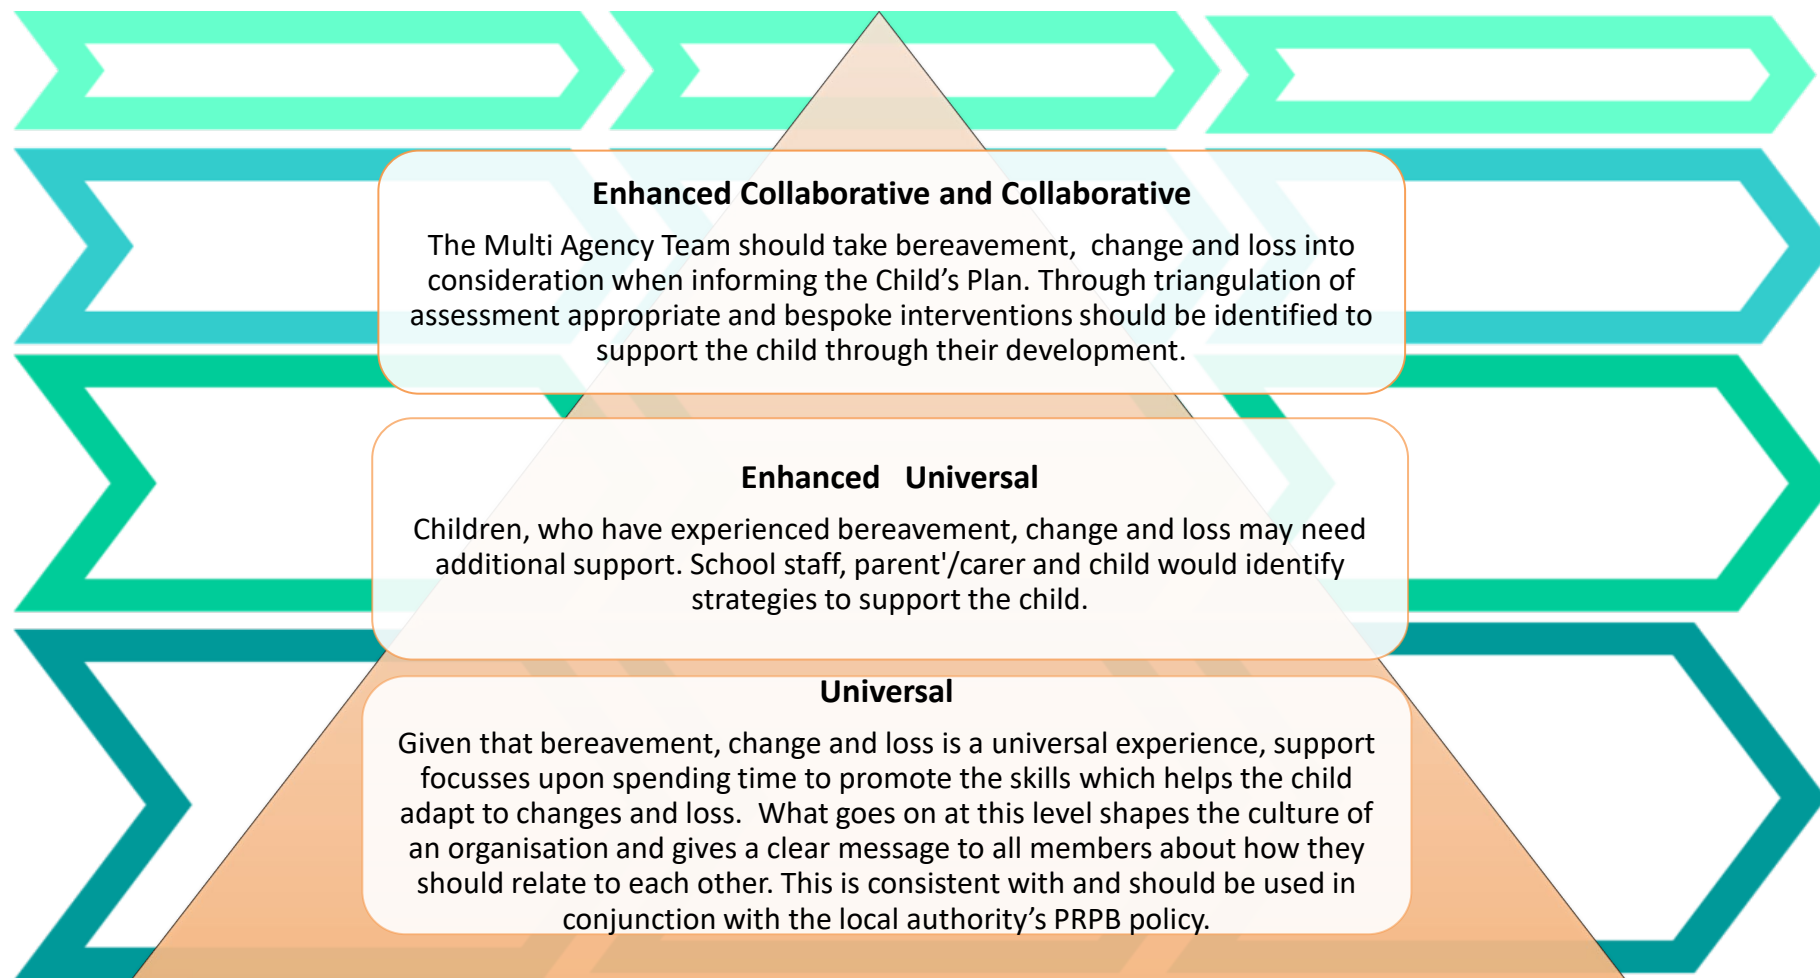 Enhanced Collaborative and Collaborative
The Multi Agency Team should take bereavement,  change and loss into
consideration when informing the Child’s Plan. Through triangulation of
assessment appropriate and bespoke interventions should be identified to
support the child through their development.
Enhanced   Universal
Children, who have experienced bereavement, change and loss may need
additional support. School staff, parent'/carer and child would identify
strategies to support the child.
Universal
Given that bereavement, change and loss is a universal experience, support
focusses upon spending time to promote the skills which helps the child
adapt to changes and loss.  What goes on at this level shapes the culture of
an organisation and gives a clear message to all members about how they
should relate to each other. This is consistent with and should be used in
conjunction with the local authority’s PRPB policy.